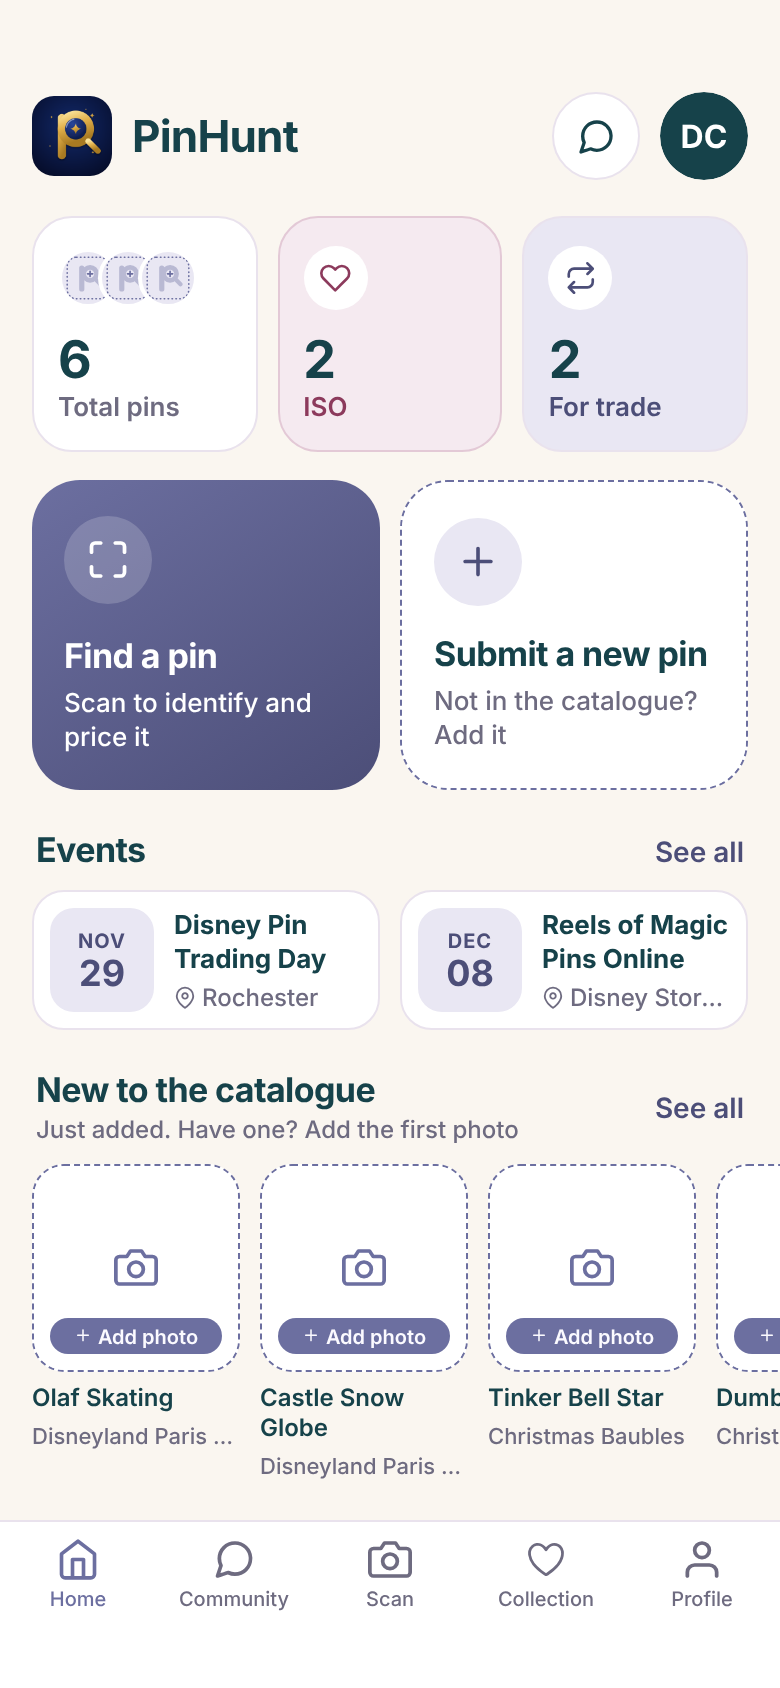 PinHunt
DC
6
Total pins
2
ISO
2
For trade
Find a pin
Scan to identify and
price it
Submit a new pin
Not in the catalogue?
Add it
Events
See all
NOV
29
Disney Pin
Trading Day
Rochester
DEC
08
Reels of Magic
Pins Online
Disney Stor...
New to the catalogue
Just added. Have one? Add the first photo
See all
+ Add photo
+ Add photo
+ Add photo
+
Olaf Skating
Disneyland Paris ...
Castle Snow
Globe
Disneyland Paris ...
Tinker Bell Star
Christmas Baubles
Dumb
Christ
Home
Community
Scan
Collection
Profile